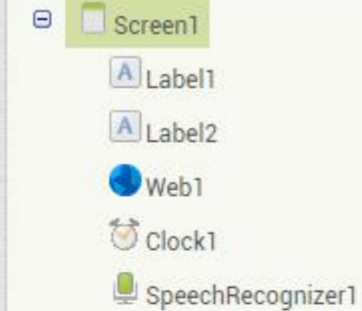 Screen1
A Label1
A Label2
Web1
Clock1
SpeechRecognizer1